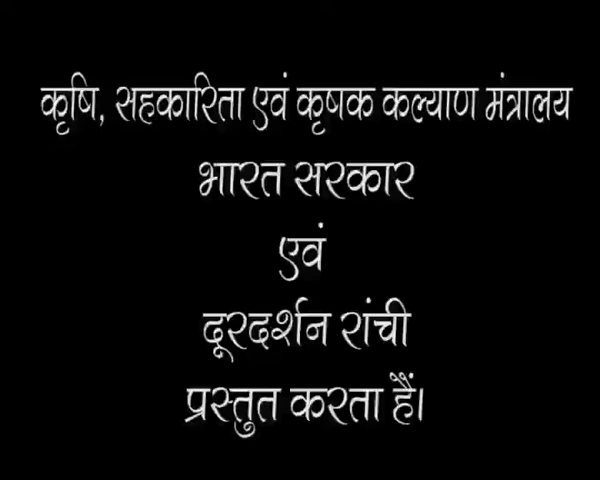 कृषि, सहकारिता एवं कृषक कल्याण मंत्रालय
भारत सरकार
एवं
दूरदर्शन रांची
प्रस्तुत करता हैं।